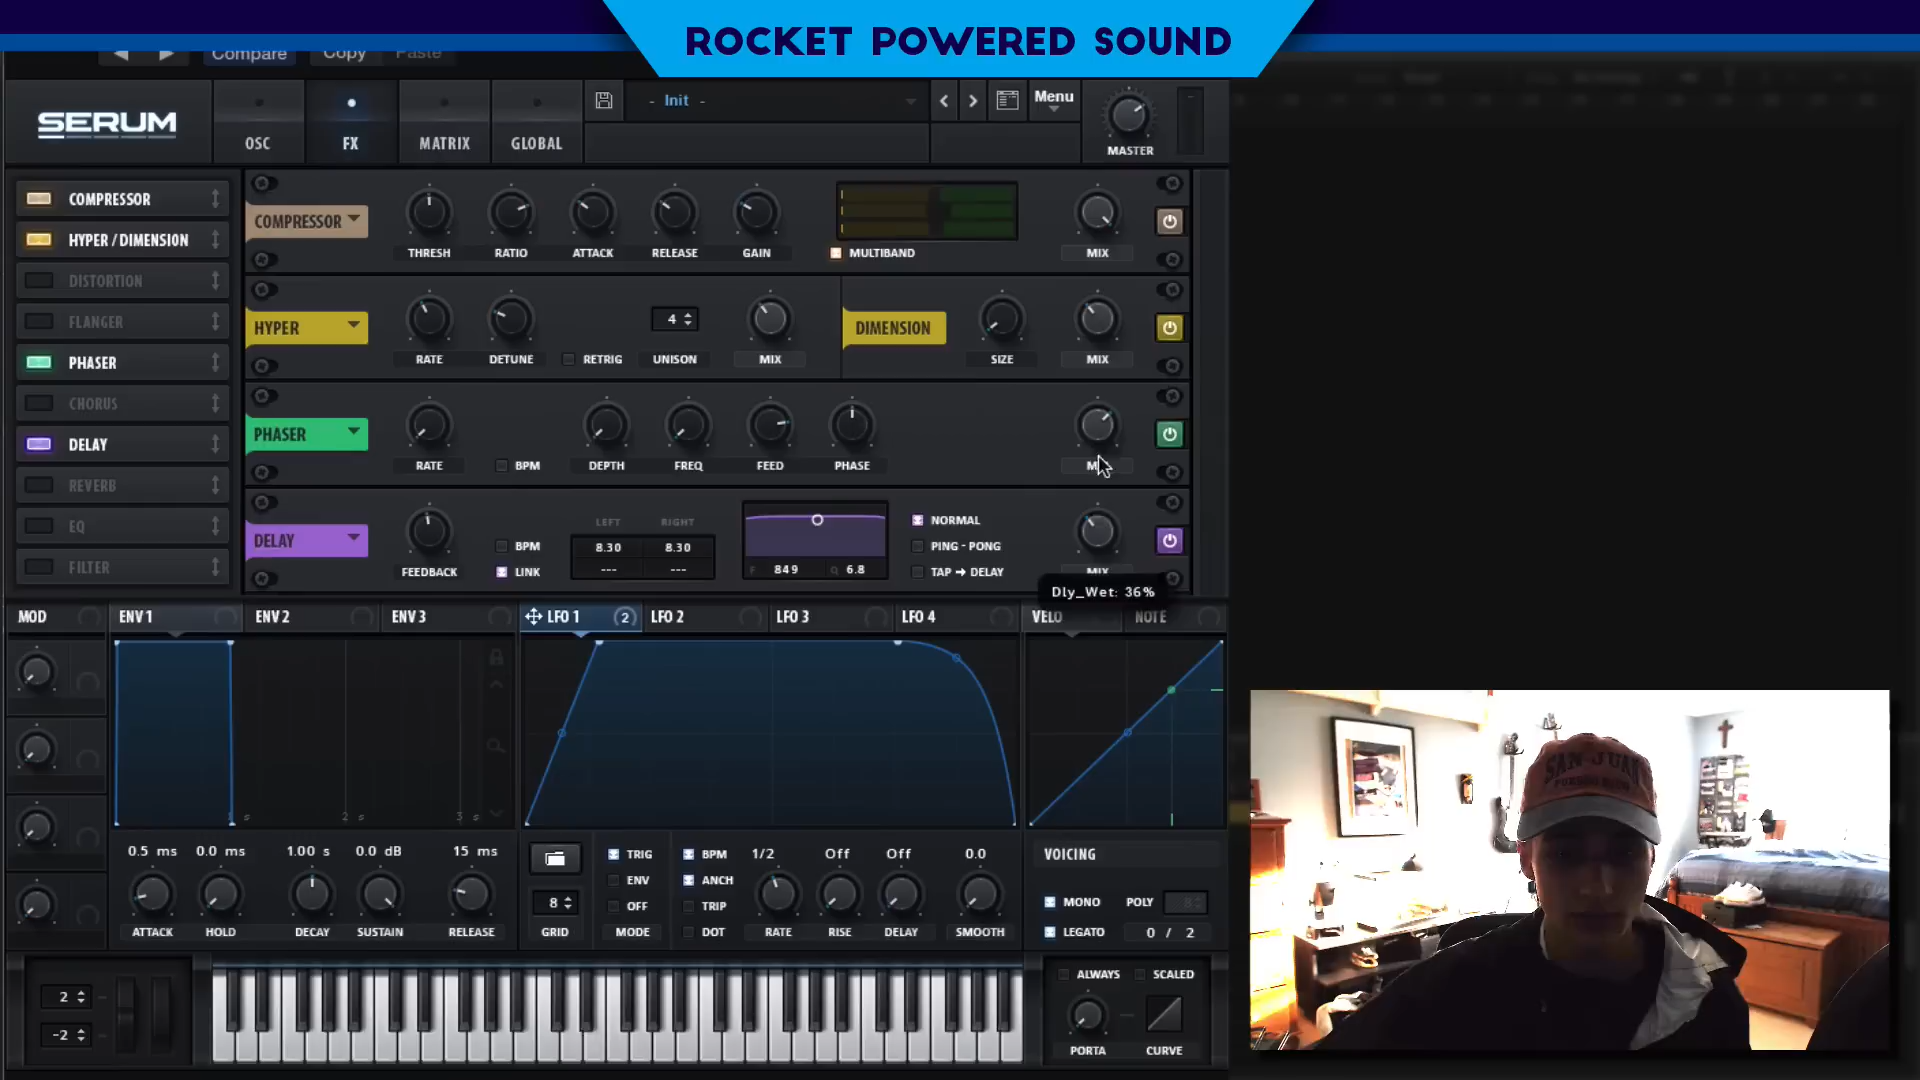 ROCKET POWERED SOUND
Compare Copy Paste
SERUM
OSC FX MATRIX GLOBAL
- Init -
Menu
MASTER
COMPRESSOR
HYPER / DIMENSION
DISTORTION
FLANGER
PHASER
CHORUS
DELAY
REVERB
EQ
FILTER
COMPRESSOR
THRESH RATIO ATTACK RELEASE GAIN MULTIBAND MIX
HYPER
4
RATE DETUNE RETRIG UNISON MIX
DIMENSION
SIZE MIX
PHASER
RATE BPM DEPTH FREQ FEED PHASE
DELAY
FEEDBACK
BPM
LINK
LEFT RIGHT
8.30 8.30
--- ---
F 849 Q 6.8
NORMAL
PING - PONG
TAP ➔ DELAY
MIX
Dly_Wet: 36%
MOD ENV 1 ENV 2 ENV 3 LFO 1 (2) LFO 2 LFO 3 LFO 4 VELO NOTE
1 s 2 s 3 s
0.5 ms 0.0 ms 1.00 s 0.0 dB 15 ms
ATTACK HOLD DECAY SUSTAIN RELEASE
8
GRID
TRIG
ENV
OFF
MODE
BPM
ANCH
TRIP
DOT
1/2 Off Off 0.0
RATE RISE DELAY SMOOTH
VOICING
MONO POLY
LEGATO 0 / 2
2
-2
ALWAYS SCALED
PORTA CURVE
SAN JUAN